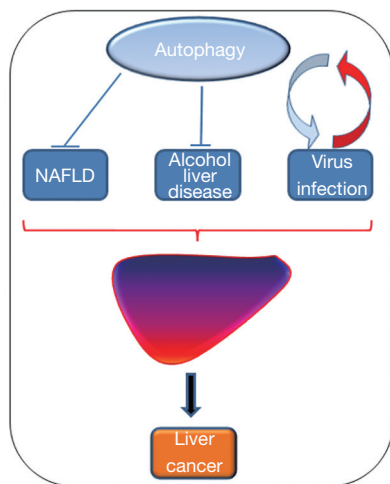 Autophagy
NAFLD
Alcohol
liver
disease
Virus
infection
Liver
cancer